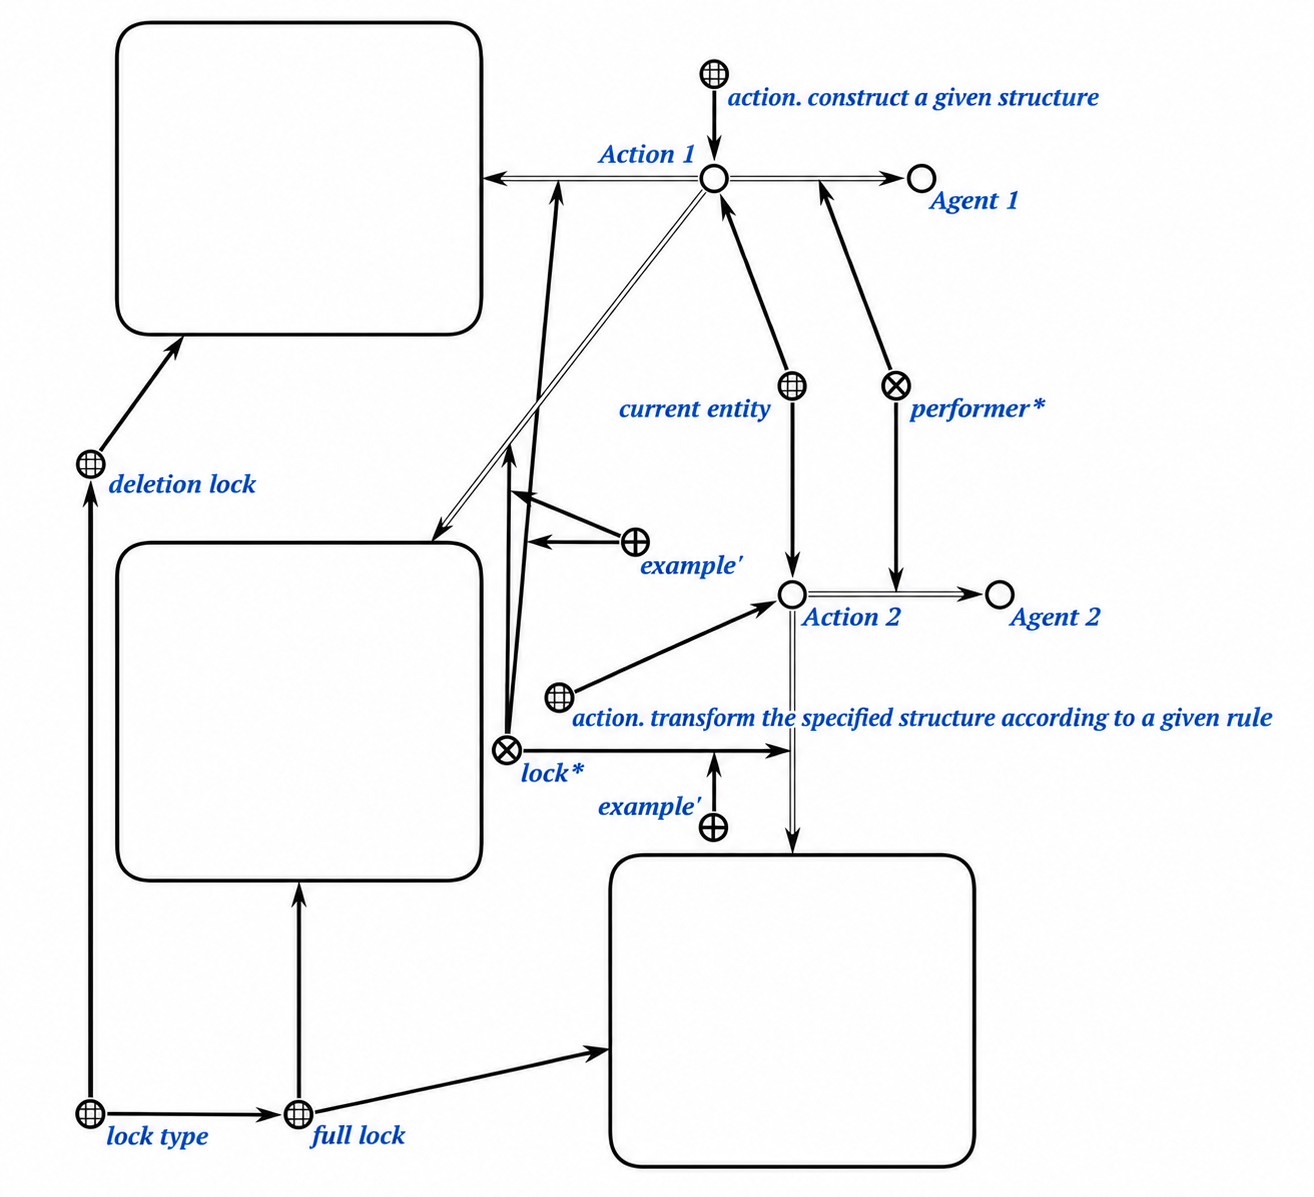 action. construct a given structure
Action 1
Agent 1
current entity
performer*
deletion lock
example'
Action 2
Agent 2
action. transform the specified structure according to a given rule
lock*
example'
lock type
full lock